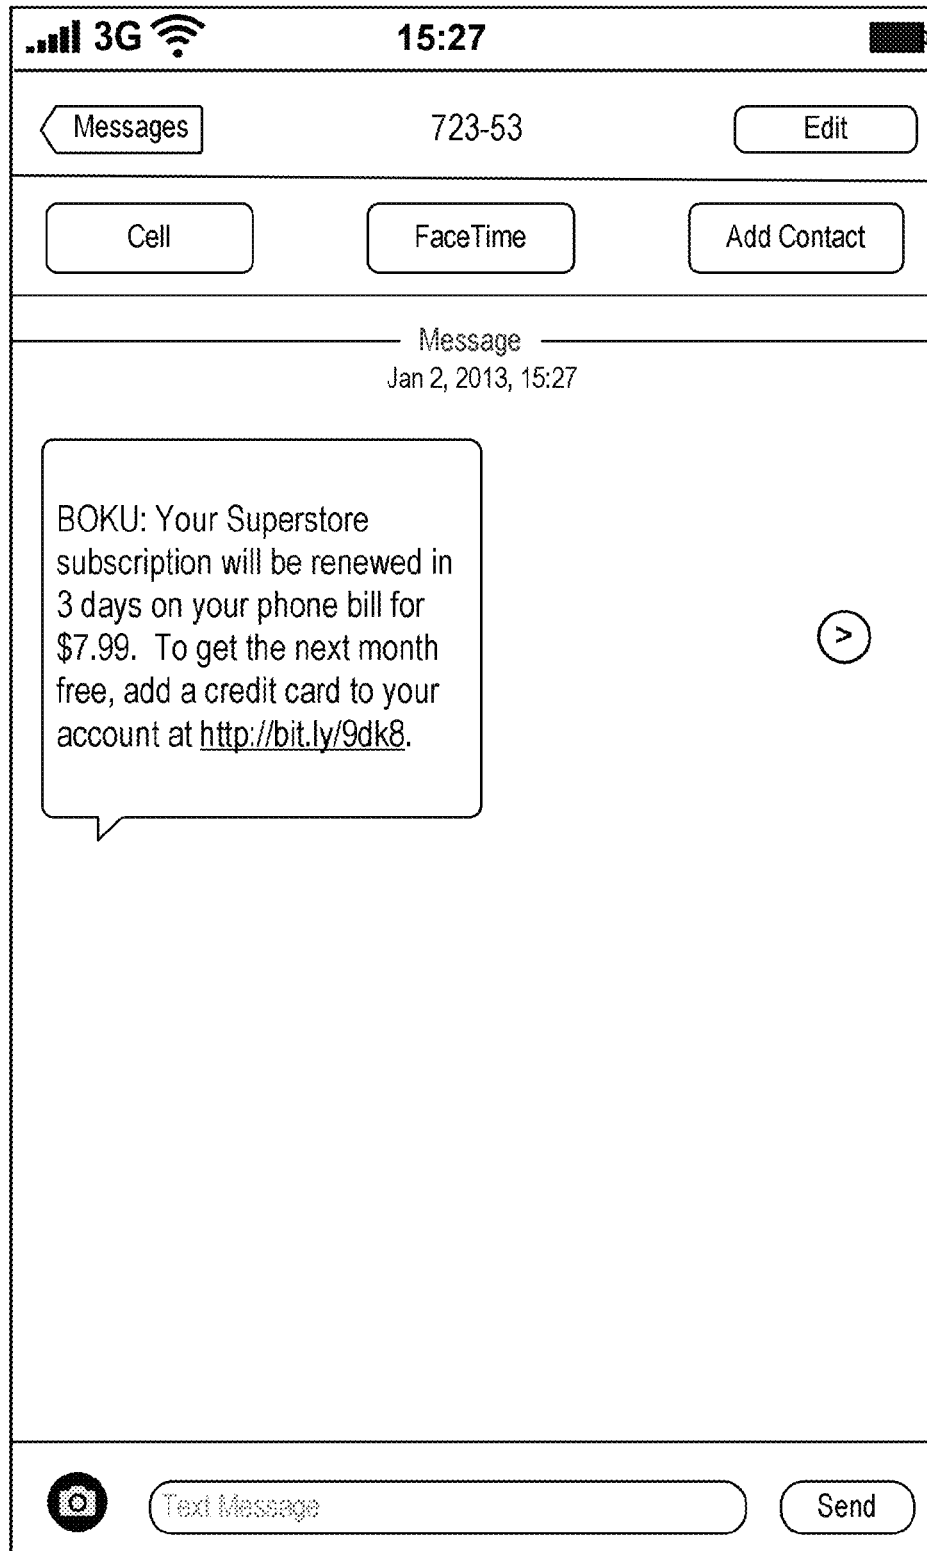 3G 15:27
Messages 723-53 Edit
Cell FaceTime Add Contact
Message
Jan 2, 2013, 15:27
BOKU: Your Superstore
subscription will be renewed in
3 days on your phone bill for
$7.99.  To get the next month
free, add a credit card to your
account at http://bit.ly/9dk8.
>
Text Message Send